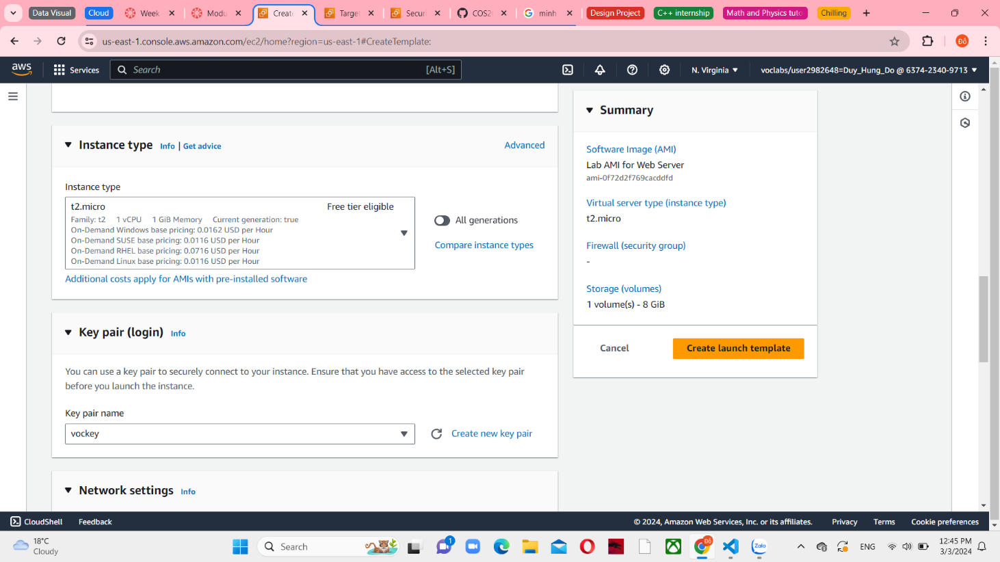 Data Visual
Cloud
Week
Modu
Create
Target
Securi
COS20
minh
Design Project
C++ internship
Math and Physics tuto
Chilling
us-east-1.console.aws.amazon.com/ec2/home?region=us-east-1#CreateTemplate:
Đỗ
aws
Services
Search
[Alt+S]
N. Virginia
voclabs/user2982648=Duy_Hung_Do @ 6374-2340-9713
Instance type Info | Get advice
Advanced
Instance type
t2.micro
Free tier eligible
Family: t2 1 vCPU 1 GiB Memory Current generation: true
On-Demand Windows base pricing: 0.0162 USD per Hour
On-Demand SUSE base pricing: 0.0116 USD per Hour
On-Demand RHEL base pricing: 0.0716 USD per Hour
On-Demand Linux base pricing: 0.0116 USD per Hour
All generations
Compare instance types
Additional costs apply for AMIs with pre-installed software
Key pair (login) Info
You can use a key pair to securely connect to your instance. Ensure that you have access to the selected key pair
before you launch the instance.
Key pair name
vockey
Create new key pair
Network settings Info
Summary
Software Image (AMI)
Lab AMI for Web Server
ami-0f72d2f769cacddfd
Virtual server type (instance type)
t2.micro
Firewall (security group)
-
Storage (volumes)
1 volume(s) - 8 GiB
Cancel
Create launch template
CloudShell
Feedback
© 2024, Amazon Web Services, Inc. or its affiliates.
Privacy
Terms
Cookie preferences
18°C
Cloudy
Search
1
Đỗ
Zalo
ENG
12:45 PM
3/3/2024